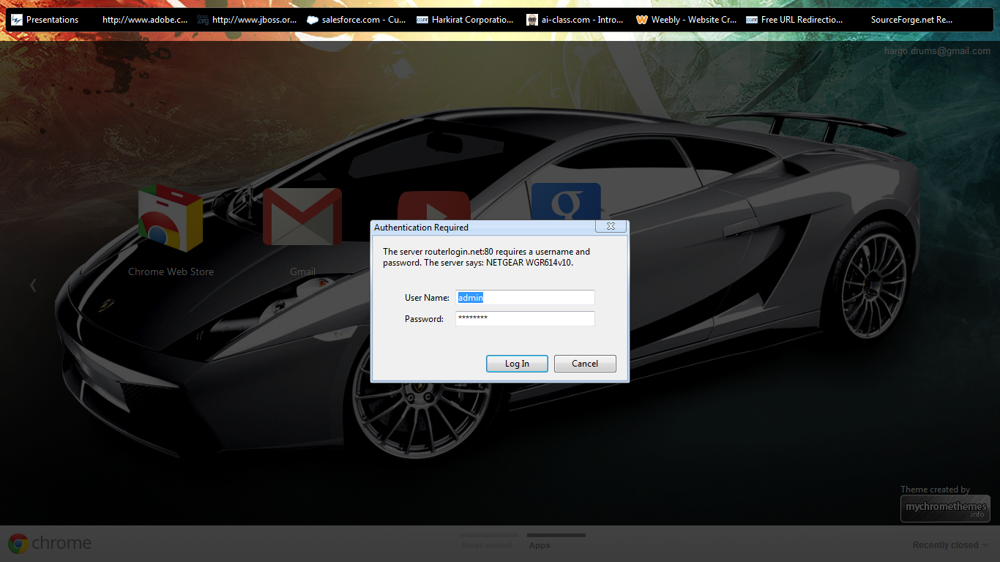 Presentations
http://www.adobe.c...
http://www.jboss.or...
salesforce.com - Cu...
Harkirat Corporatio...
ai-class.com - Intro...
Weebly - Website Cr...
Free URL Redirectio...
SourceForge.net Re...
hargo.drums@gmail.com
Chrome Web Store
Gmail
Authentication Required
The server routerlogin.net:80 requires a username and
password. The server says: NETGEAR WGR614v10.
User Name: admin
Password: ********
Log In
Cancel
Theme created by
mychromethemes
.info
chrome
Most visited
Apps
Recently closed